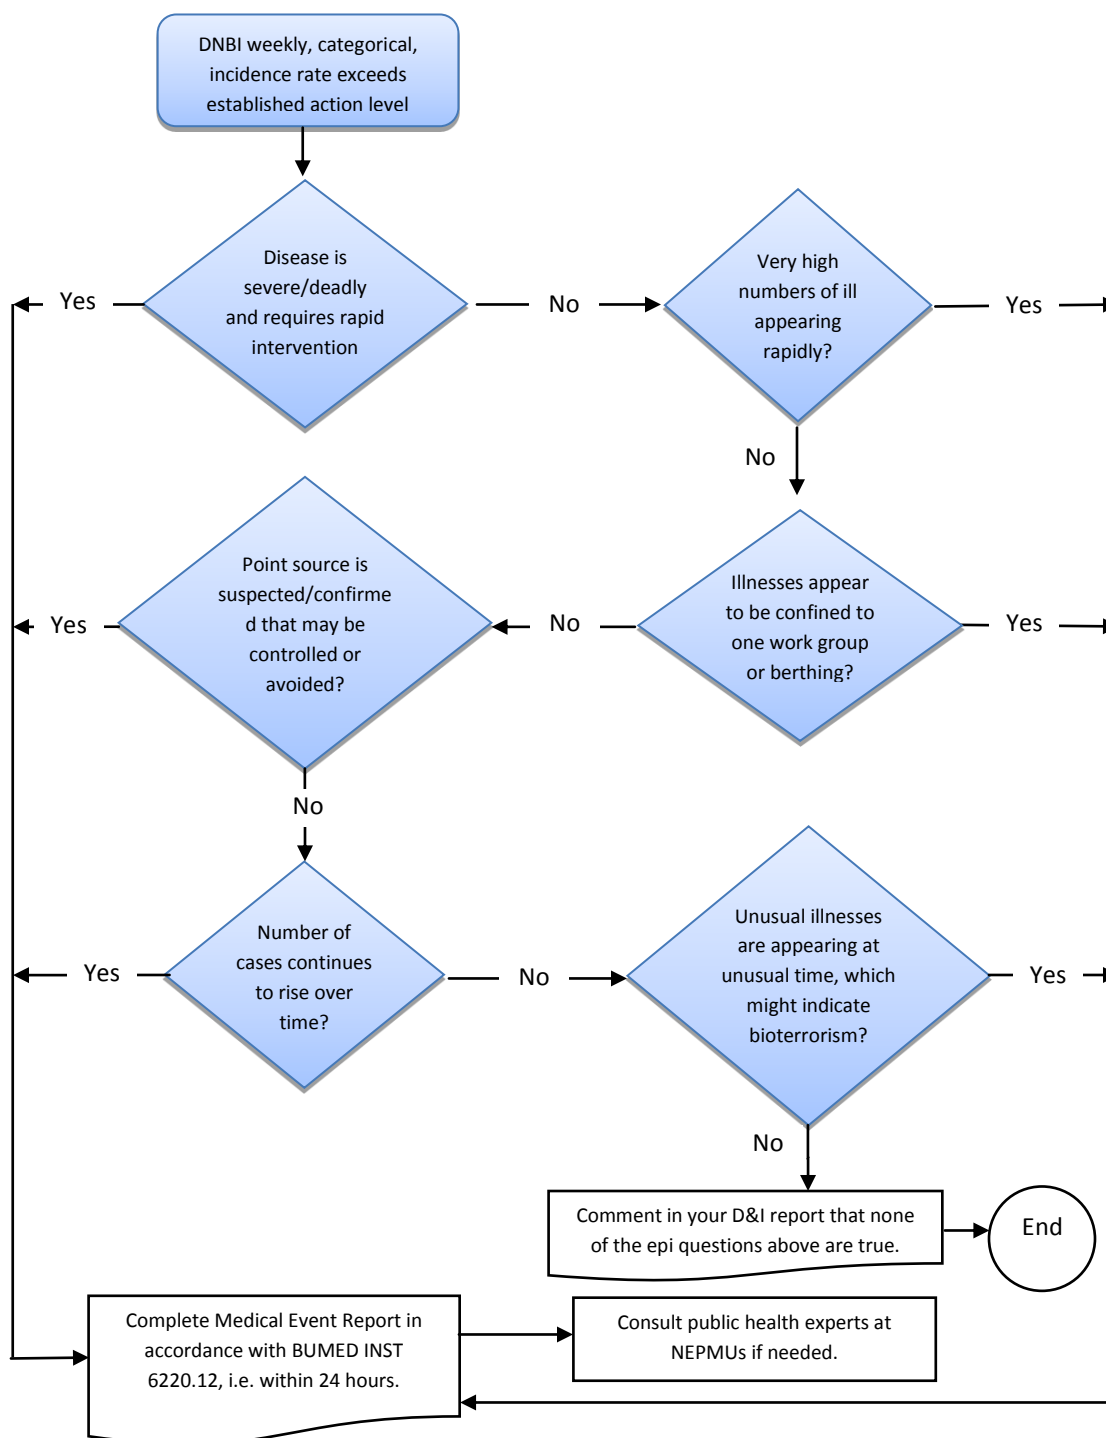 DNBI weekly, categorical,
incidence rate exceeds
established action level
Disease is
severe/deadly
and requires rapid
intervention
Yes
No
Very high
numbers of ill
appearing
rapidly?
Yes
No
Illnesses appear
to be confined to
one work group
or berthing?
Yes
No
Point source is
suspected/confirme
d that may be
controlled or
avoided?
Yes
No
Number of
cases continues
to rise over
time?
Yes
No
Unusual illnesses
are appearing at
unusual time, which
might indicate
bioterrorism?
Yes
No
Comment in your D&I report that none
of the epi questions above are true.
End
Complete Medical Event Report in
accordance with BUMED INST
6220.12, i.e. within 24 hours.
Consult public health experts at
NEPMUs if needed.